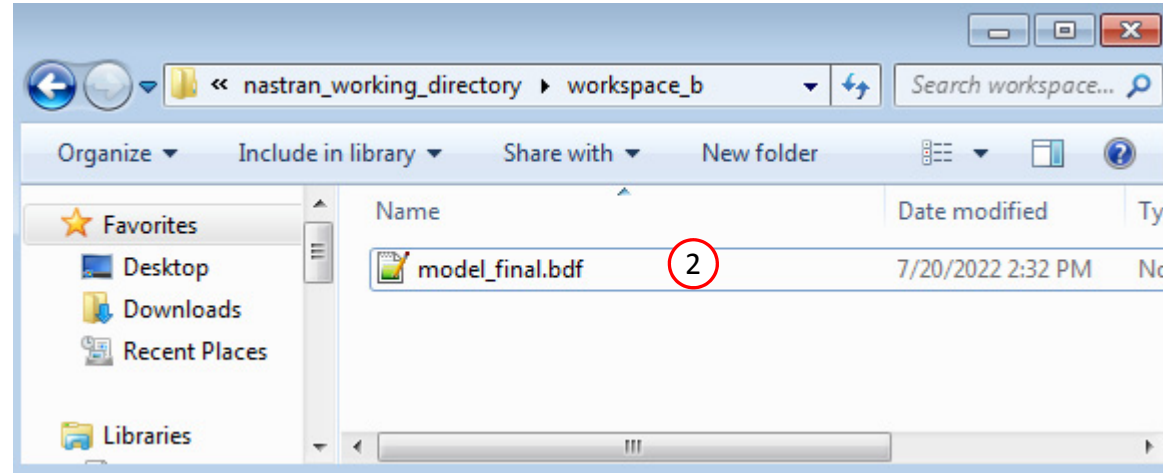 « nastran_working_directory ▸ workspace_b Search workspace...
Organize Include in library Share with New folder
Favorites Name Date modified Ty
Desktop model_final.bdf 2 7/20/2022 2:32 PM No
Downloads
Recent Places
Libraries